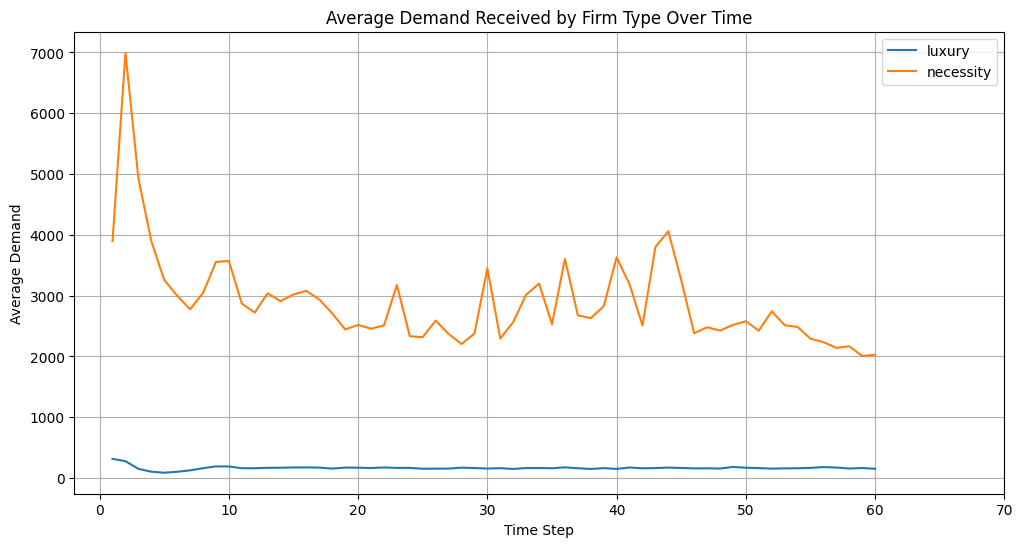 Average Demand Received by Firm Type Over Time
luxury
necessity
Average Demand
7000
6000
5000
4000
3000
2000
1000
0
0 10 20 30 40 50 60 70
Time Step